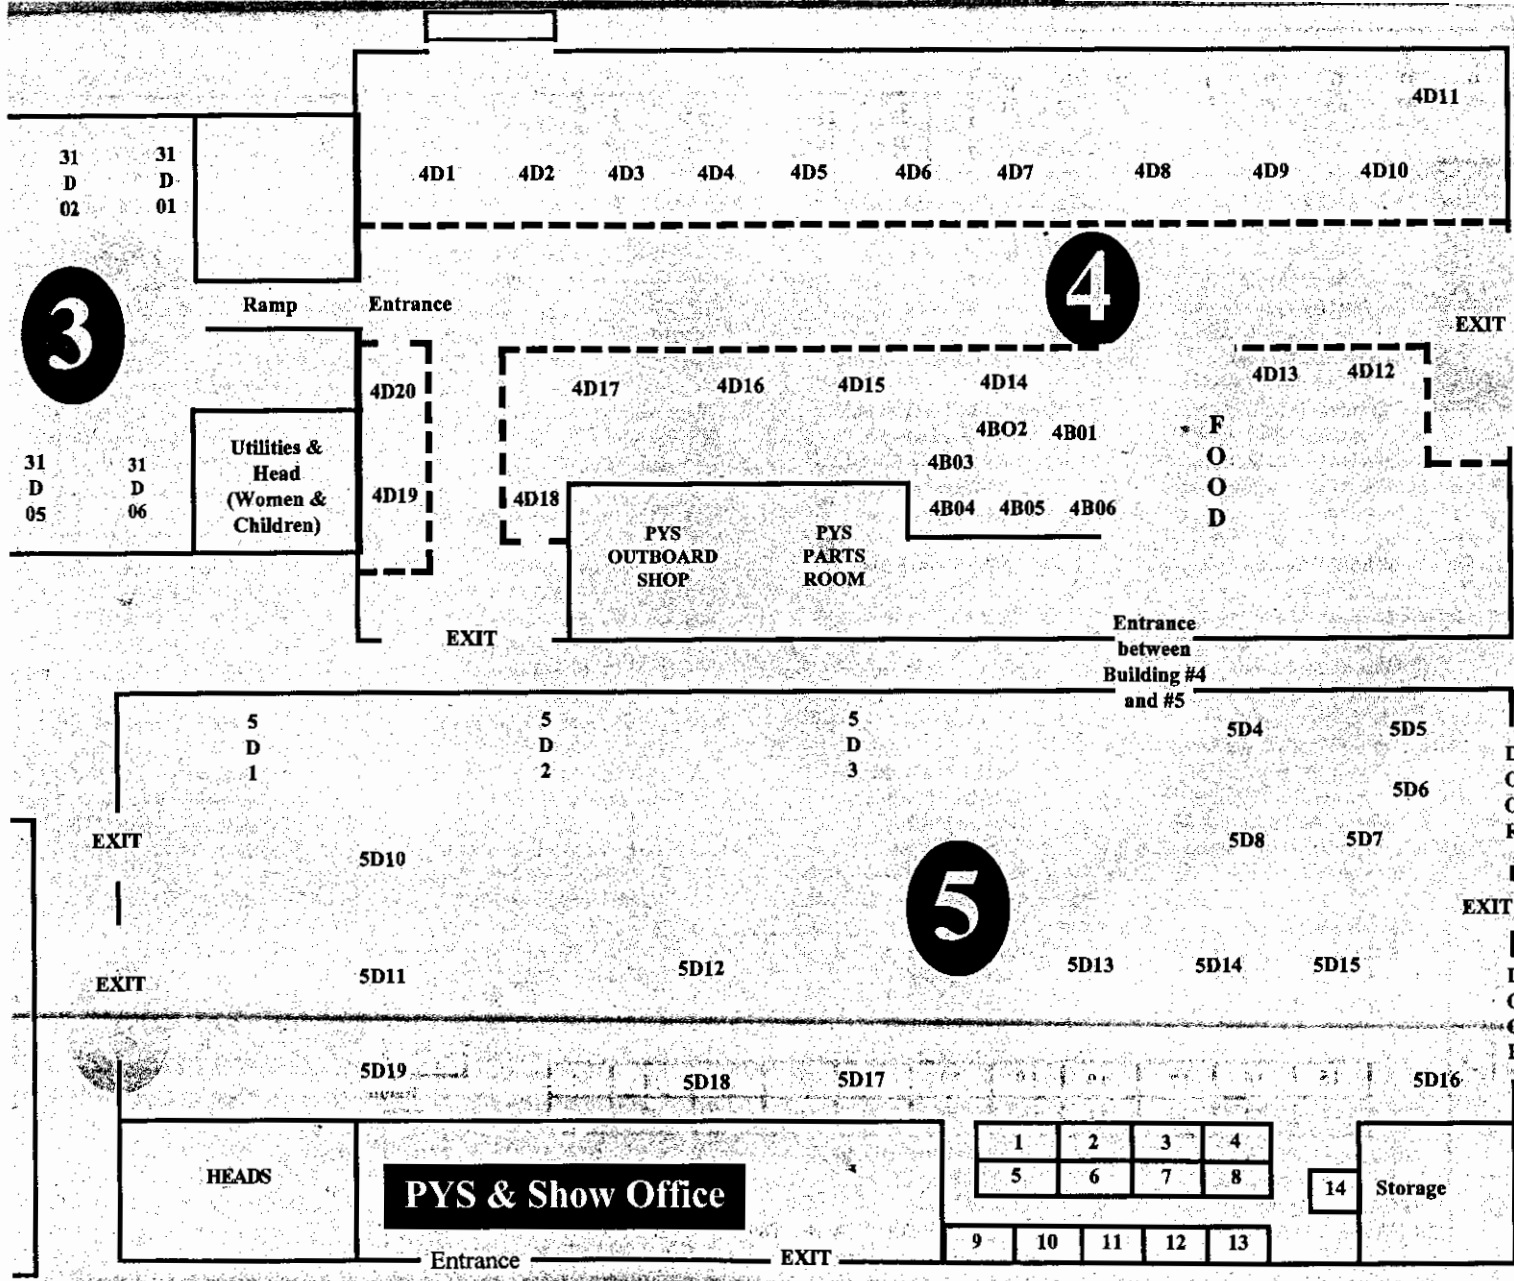 4D11
31
D
02
31
D
01
4D1 4D2 4D3 4D4 4D5 4D6 4D7 4D8 4D9 4D10
3
4
Ramp
Entrance
EXIT
4D20
4D17 4D16 4D15 4D14 4D13 4D12
4BO2 4B01
F
O
O
D
31
D
05
31
D
06
Utilities &
Head
(Women &
Children)
4D19
4D18
4B03
4B04 4B05 4B06
PYS
OUTBOARD
SHOP
PYS
PARTS
ROOM
EXIT
Entrance
between
Building #4
and #5
5
D
1
5
D
2
5
D
3
5D4 5D5
5D6
5D8 5D7
EXIT
5D10
5
EXIT
EXIT
5D11 5D12 5D13 5D14 5D15
5D19 5D18 5D17 5D16
HEADS
PYS & Show Office
1 2 3 4
5 6 7 8
14 Storage
9 10 11 12 13
Entrance
EXIT